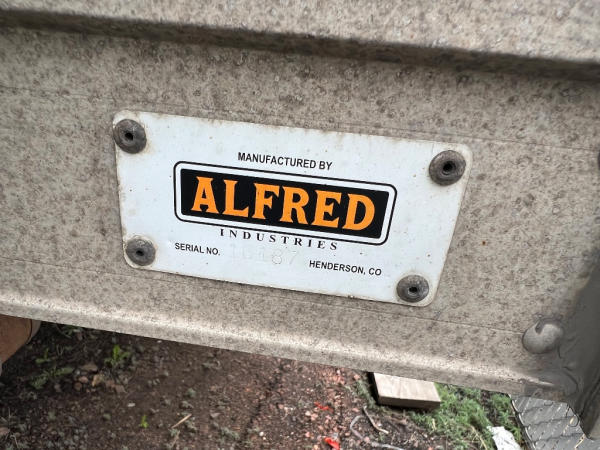 MANUFACTURED BY
ALFRED
INDUSTRIES
SERIAL NO. HENDERSON, CO